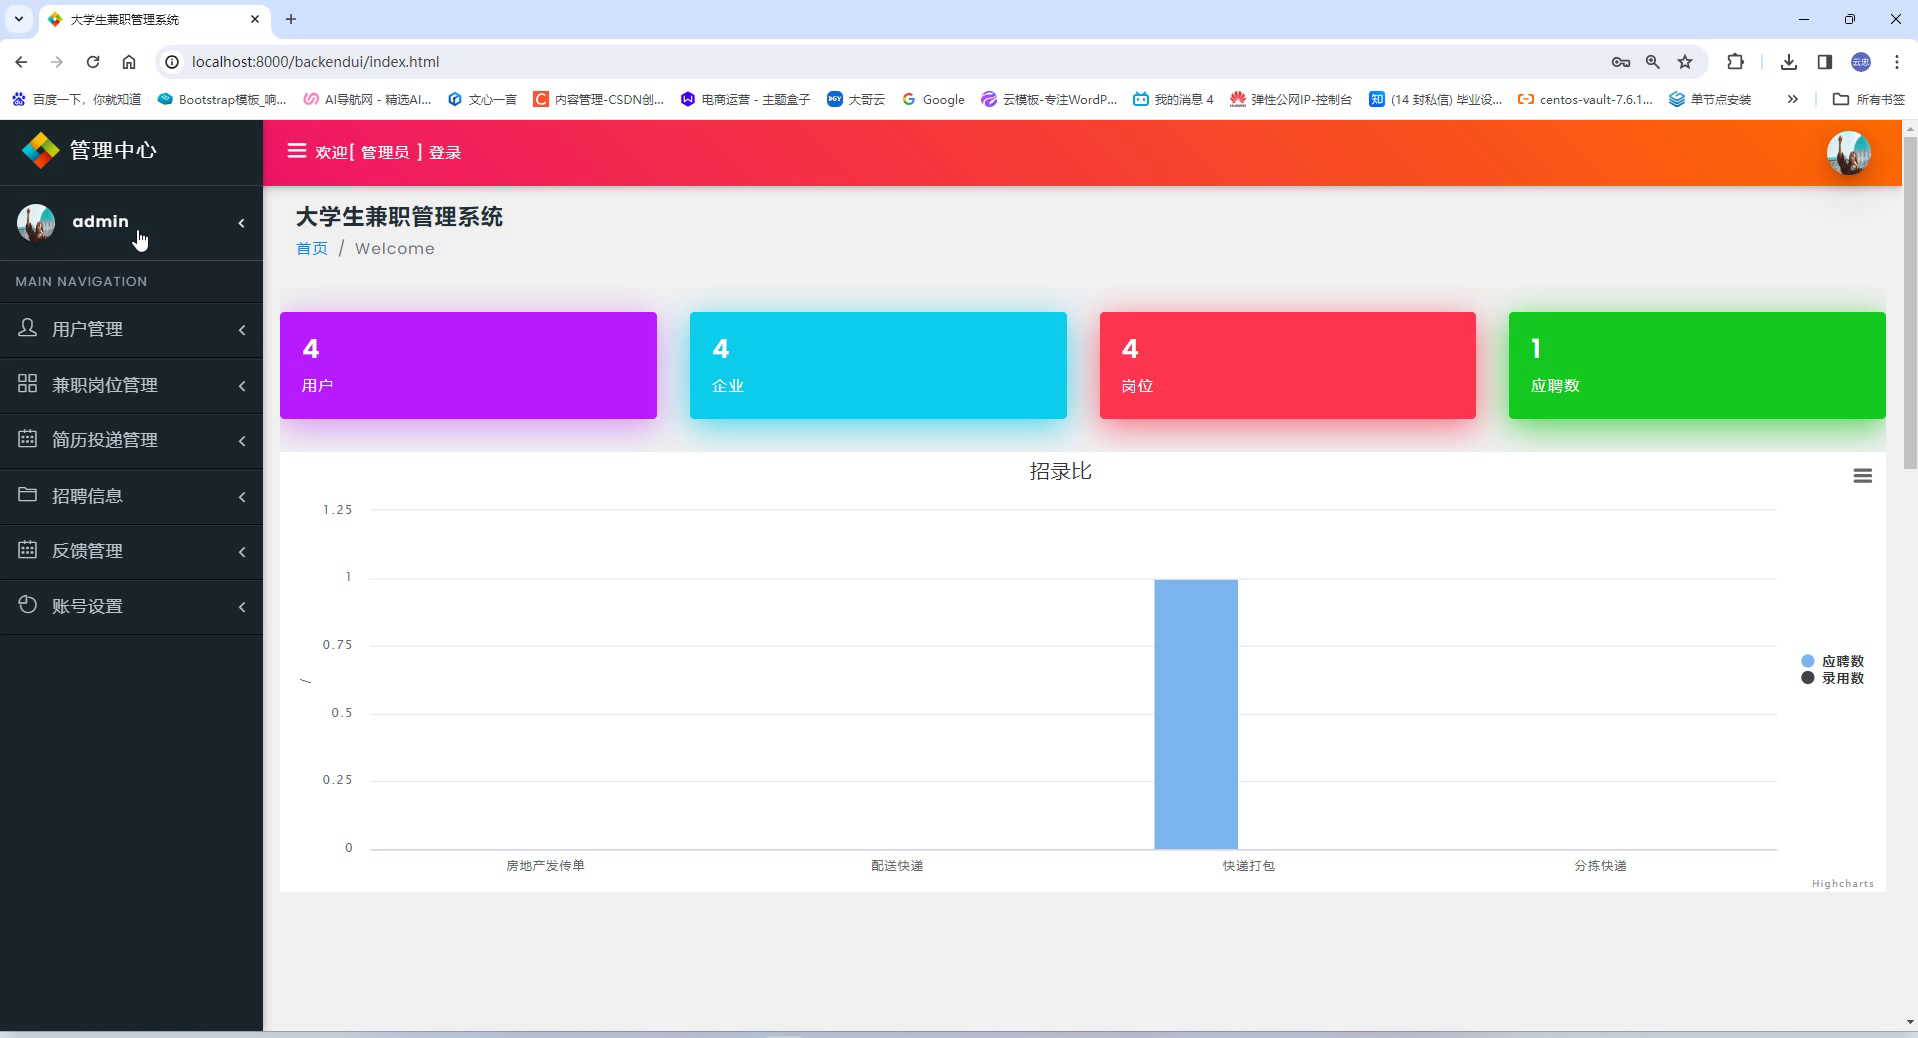 大学生兼职管理系统
localhost:8000/backendui/index.html
百度一下，你就知道 Bootstrap模板_响... AI导航网 - 精选AI... 文心一言 内容管理-CSDN创... 电商运营 - 主题盒子 大哥云 Google 云模板-专注WordP... 我的消息 4 弹性公网IP-控制台 (14 封私信) 毕业设... centos-vault-7.6.1... 单节点安装 » 所有书签
管理中心
欢迎[ 管理员 ] 登录
admin
MAIN NAVIGATION
用户管理
兼职岗位管理
简历投递管理
招聘信息
反馈管理
账号设置
大学生兼职管理系统
首页 / Welcome
4
用户
4
企业
4
岗位
1
应聘数
招录比
1.25
1
0.75
0.5
0.25
0
/
房地产发传单 配送快递 快递打包 分拣快递
应聘数
录用数
Highcharts